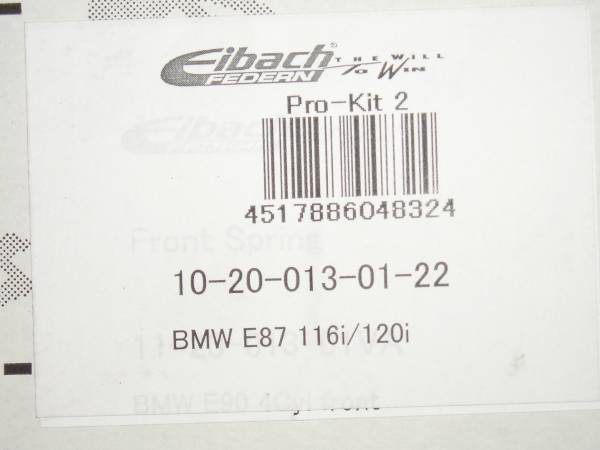 Eibach® THE WILL
FEDERN TO WIN
Pro-Kit 2
4517886048324
Eibach
Front Spring
10-20-013-01-22
BMW E87 116i/120i
BMW E90 4Cyl front